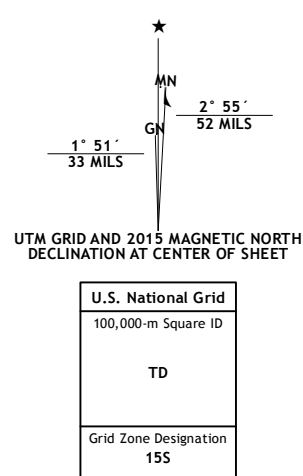 MN
GN
2° 55´
52 MILS
1° 51´
33 MILS
UTM GRID AND 2015 MAGNETIC NORTH
DECLINATION AT CENTER OF SHEET
U.S. National Grid
100,000-m Square ID
TD
Grid Zone Designation
15S